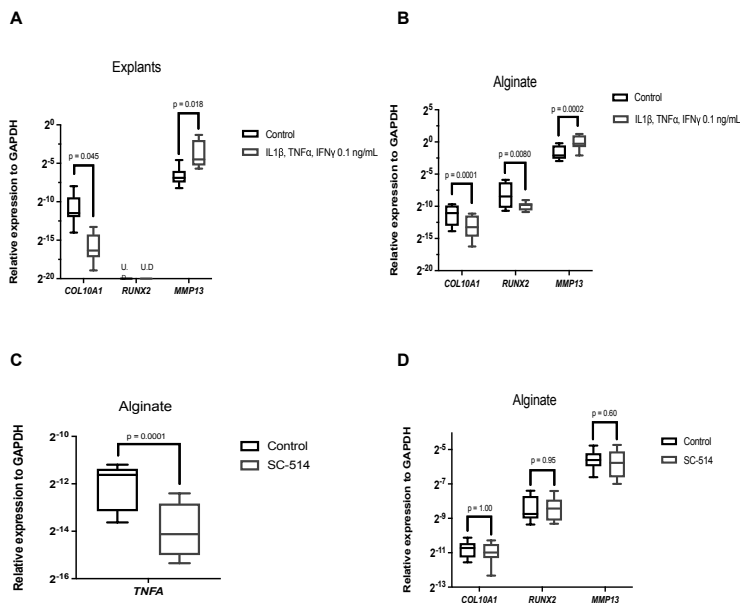 A
Explants
Relative expression to GAPDH
2^0
2^-5
2^-10
2^-15
2^-20
p = 0.045
p = 0.018
U.D
U.D
COL10A1 RUNX2 MMP13
Control
IL1β, TNFα, IFNγ 0.1 ng/mL
B
Alginate
Relative expression to GAPDH
2^5
2^0
2^-5
2^-10
2^-15
2^-20
p = 0.0001
p = 0.0080
p = 0.0002
COL10A1 RUNX2 MMP13
Control
IL1β, TNFα, IFNγ 0.1 ng/mL
C
Alginate
Relative expression to GAPDH
2^-10
2^-12
2^-14
2^-16
p = 0.0001
TNFA
Control
SC-514
D
Alginate
Relative expression to GAPDH
2^-5
2^-7
2^-9
2^-11
2^-13
p = 1.00
p = 0.95
p = 0.60
COL10A1 RUNX2 MMP13
Control
SC-514